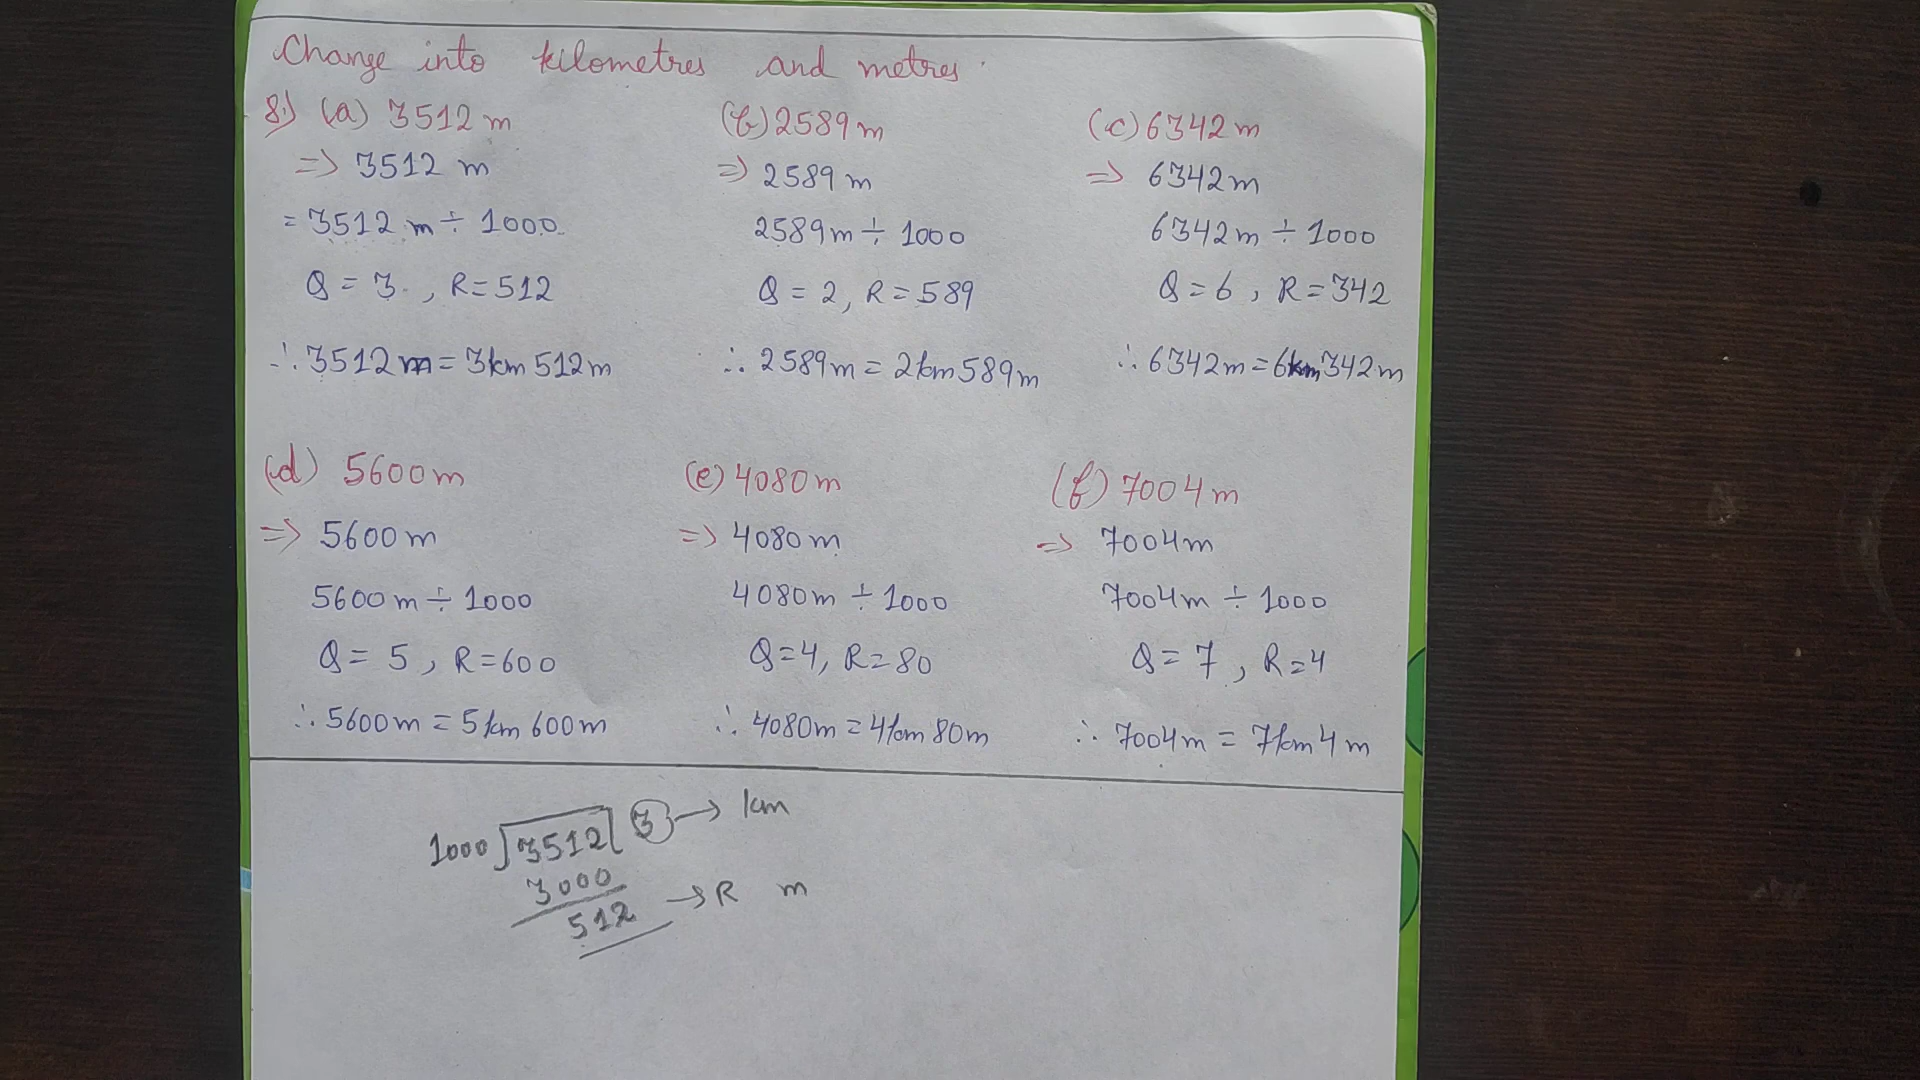 Change into kilometres and metres.
8.) (a) 3512 m
⇒ 3512 m
= 3512 m ÷ 1000
Q = 3, R = 512
∴ 3512 m = 3 km 512 m
(b) 2589 m
⇒ 2589 m
2589 m ÷ 1000
Q = 2, R = 589
∴ 2589 m = 2 km 589 m
(c) 6342 m
⇒ 6342 m
6342 m ÷ 1000
Q = 6, R = 342
∴ 6342 m = 6 km 342 m
(d) 5600 m
⇒ 5600 m
5600 m ÷ 1000
Q = 5, R = 600
∴ 5600 m = 5 km 600 m
(e) 4080 m
⇒ 4080 m
4080 m ÷ 1000
Q = 4, R = 80
∴ 4080 m = 4 km 80 m
(f) 7004 m
⇒ 7004 m
7004 m ÷ 1000
Q = 7, R = 4
∴ 7004 m = 7 km 4 m
1000 ) 3512 ( 3 → km
3000
512 → R m